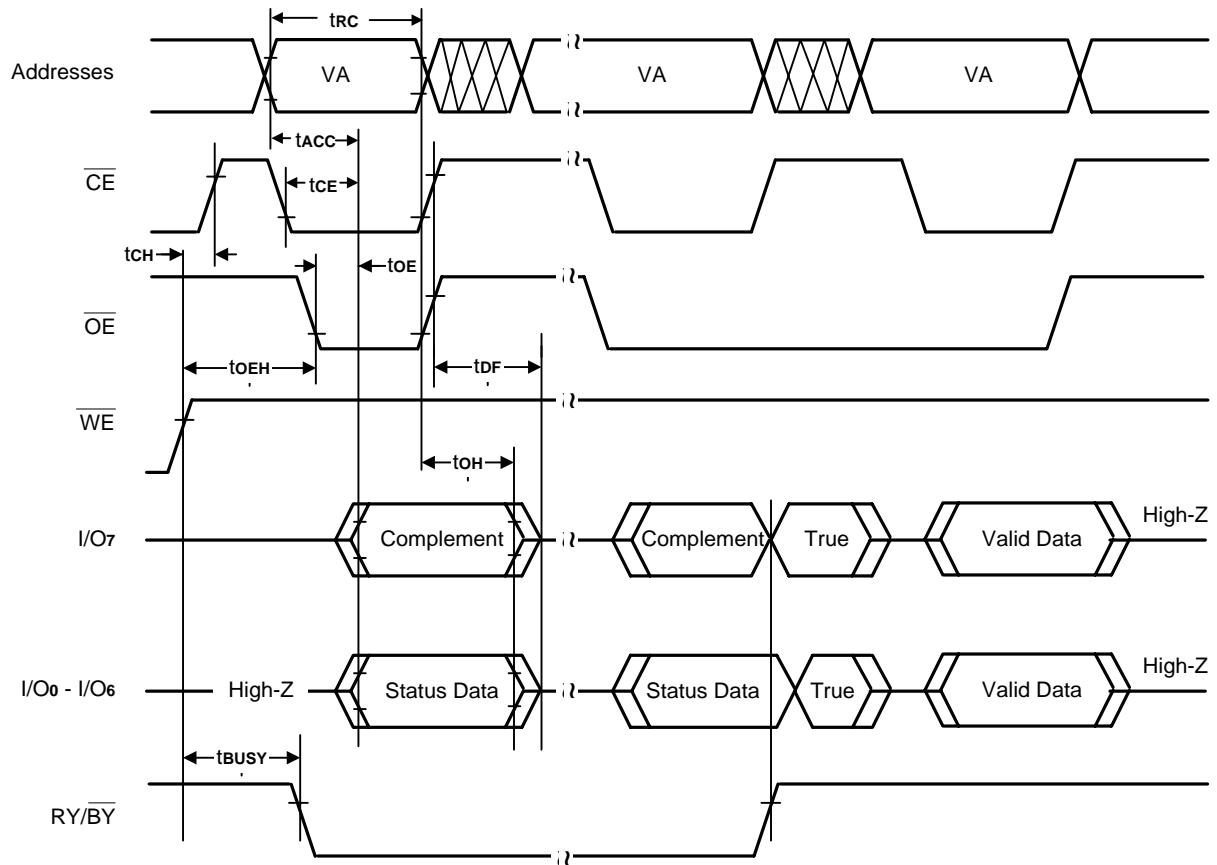 tRC
Addresses VA VA VA
tACC
CE
tCE
tCH tOE
OE
tOEH tDF
WE
tOH
I/O7 Complement Complement True Valid Data High-Z
I/O0 - I/O6 High-Z Status Data Status Data True Valid Data High-Z
tBUSY
RY/BY